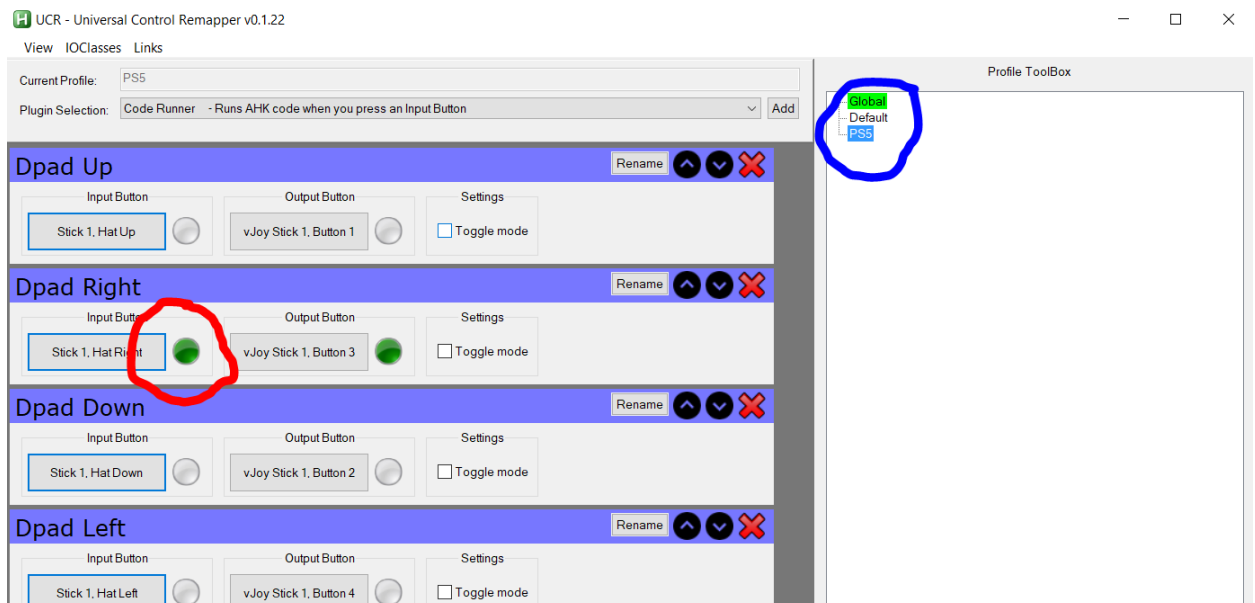 UCR - Universal Control Remapper v0.1.22
View IOClasses Links
Current Profile: PS5
Plugin Selection: Code Runner - Runs AHK code when you press an Input Button Add
Profile ToolBox
Global
Default
PS5
Dpad Up Rename
Input Button Output Button Settings
Stick 1, Hat Up vJoy Stick 1, Button 1 Toggle mode
Dpad Right Rename
Input Button Output Button Settings
Stick 1, Hat Right vJoy Stick 1, Button 3 Toggle mode
Dpad Down Rename
Input Button Output Button Settings
Stick 1, Hat Down vJoy Stick 1, Button 2 Toggle mode
Dpad Left Rename
Input Button Output Button Settings
Stick 1, Hat Left vJoy Stick 1, Button 4 Toggle mode